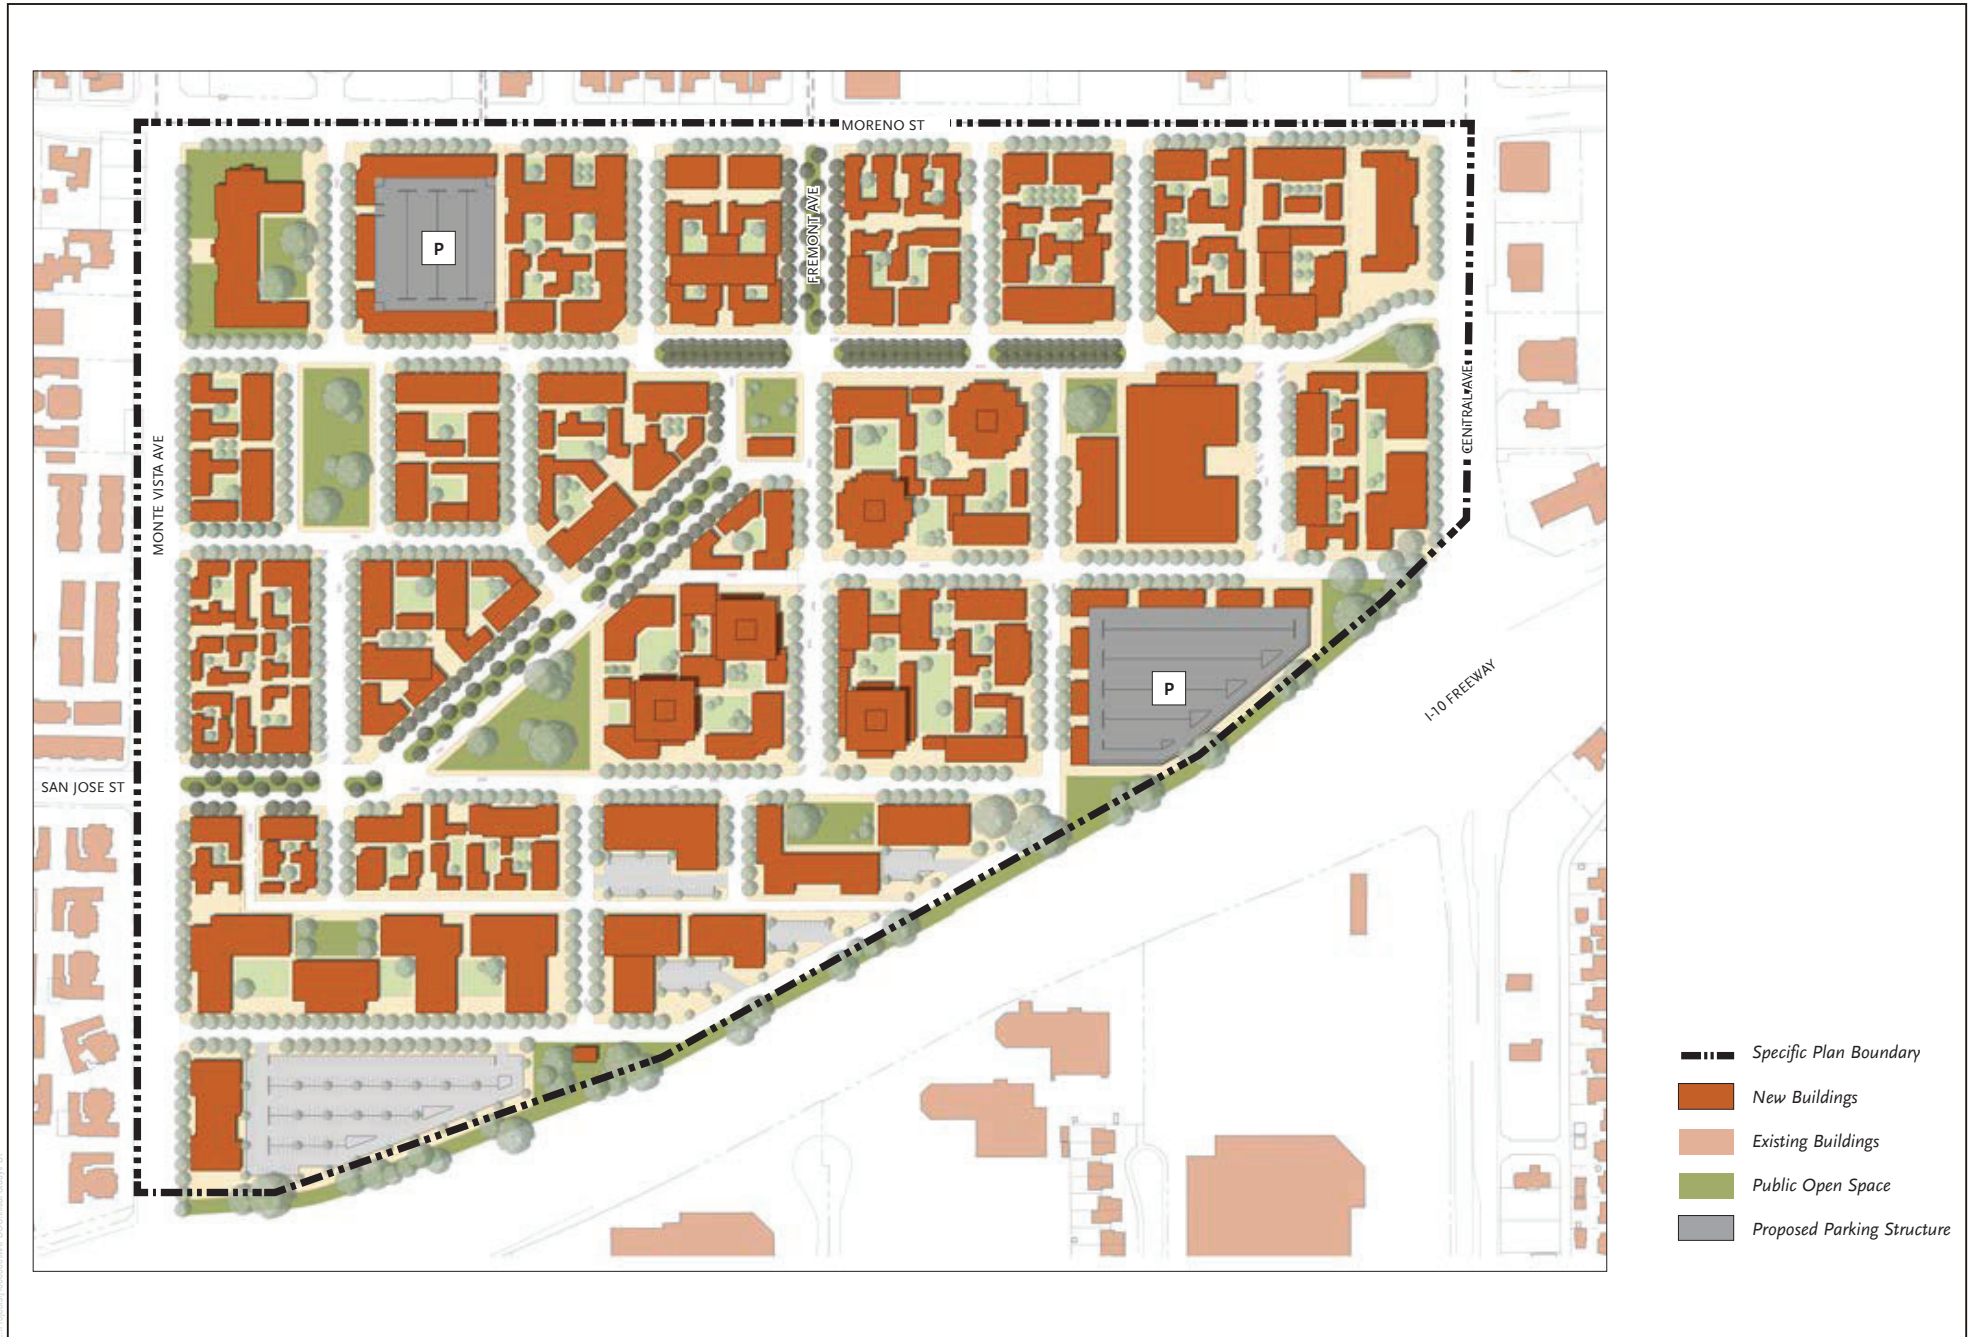 MORENO ST
FREMONT AVE
P
CENTRAL AVE
MONTE VISTA AVE
P
I-10 FREEWAY
SAN JOSE ST
Specific Plan Boundary
New Buildings
Existing Buildings
Public Open Space
Proposed Parking Structure